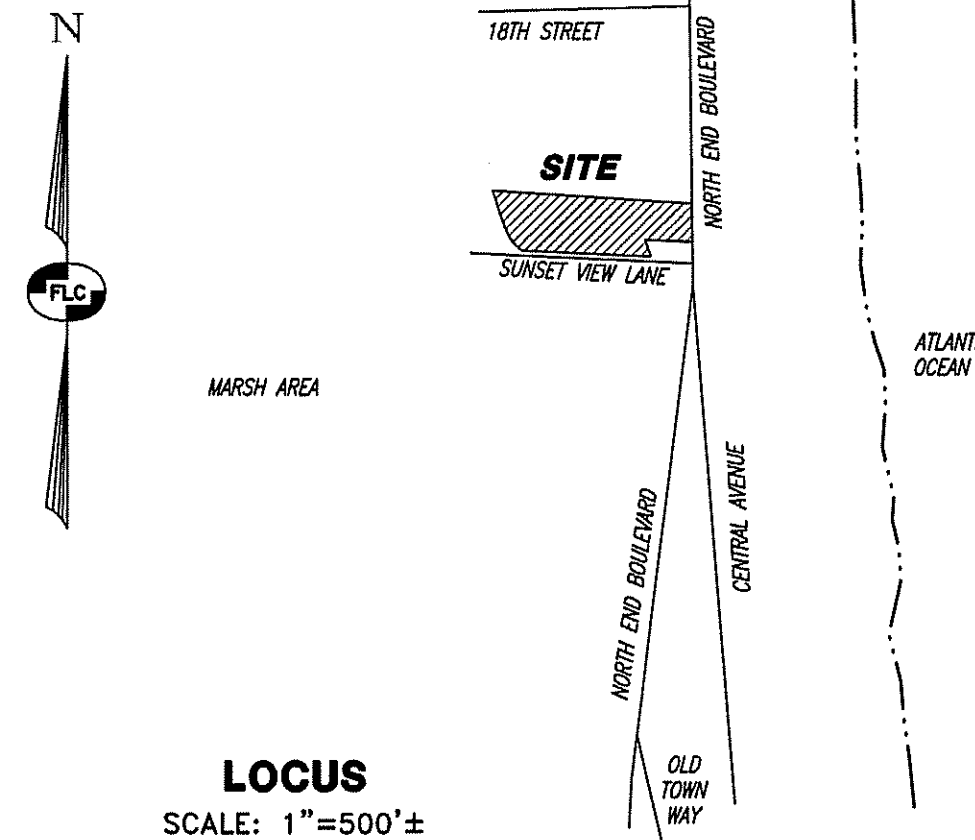 N
18TH STREET
NORTH END BOULEVARD
SITE
SUNSET VIEW LANE
FLC
ATLANT
OCEAN
MARSH AREA
NORTH END BOULEVARD
CENTRAL AVENUE
LOCUS
SCALE: 1"=500'±
OLD
TOWN
WAY